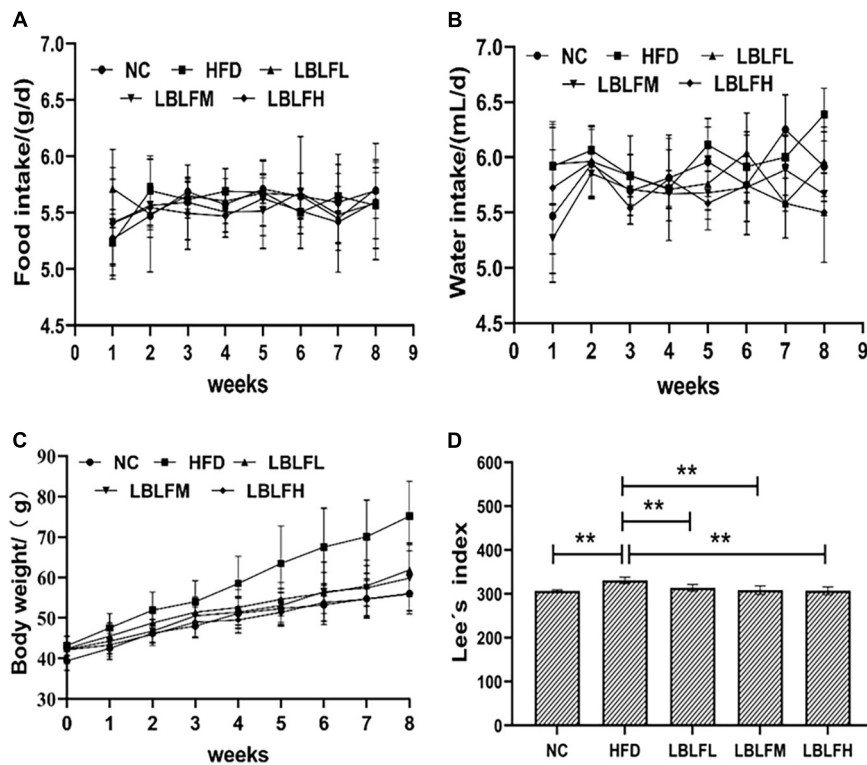 A
Food intake/(g/d)
7.0
6.5
6.0
5.5
5.0
4.5
NC HFD LBLFL
LBLFM LBLFH
0 1 2 3 4 5 6 7 8 9
weeks
B
Water intake/(mL/d)
7.0
6.5
6.0
5.5
5.0
4.5
NC HFD LBLFL
LBLFM LBLFH
0 1 2 3 4 5 6 7 8 9
weeks
C
Body weight/（g）
90
80
70
60
50
40
30
NC HFD LBLFL
LBLFM LBLFH
0 1 2 3 4 5 6 7 8
weeks
D
Lee´s index
600
500
400
300
200
100
0
**
**
** **
NC HFD LBLFL LBLFM LBLFH